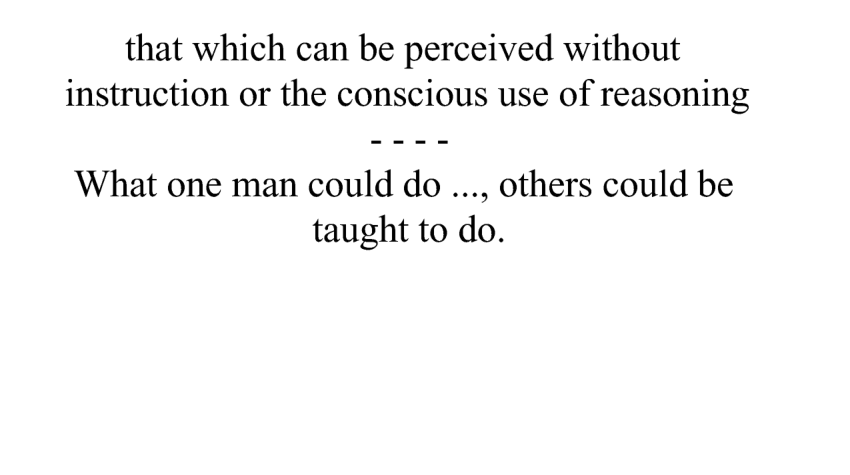 that which can be perceived without
instruction or the conscious use of reasoning
- - - -
What one man could do ..., others could be
taught to do.